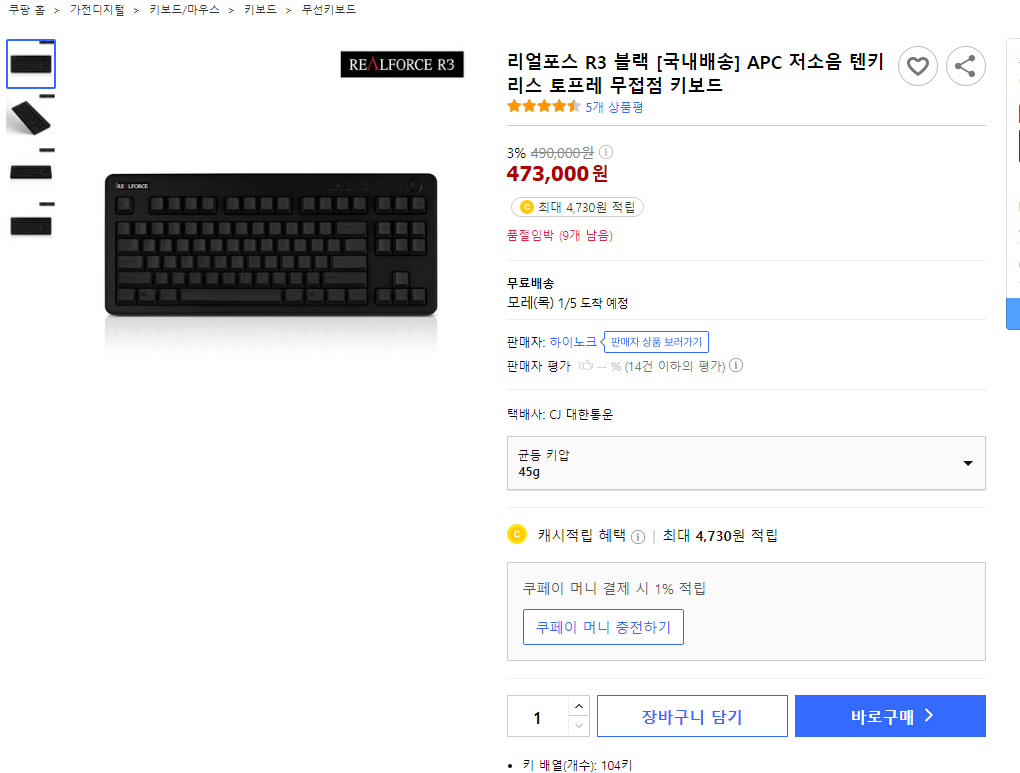 쿠팡 홈 > 가전디지털 > 키보드/마우스 > 키보드 > 무선키보드
REALFORCE R3
리얼포스 R3 블랙 [국내배송] APC 저소음 텐키
리스 토프레 무접점 키보드
5개 상품평
3% 490,000원
473,000원
최대 4,730원 적립
품절임박 (9개 남음)
무료배송
모레(목) 1/5 도착 예정
판매자: 하이노크 판매자 상품 보러가기
판매자 평가 -- % (14건 이하의 평가)
택배사: CJ 대한통운
균등 키압
45g
캐시적립 혜택 | 최대 4,730원 적립
쿠페이 머니 결제 시 1% 적립
쿠페이 머니 충전하기
1 장바구니 담기 바로구매 >
• 키 배열(개수): 104키
REALFORCE